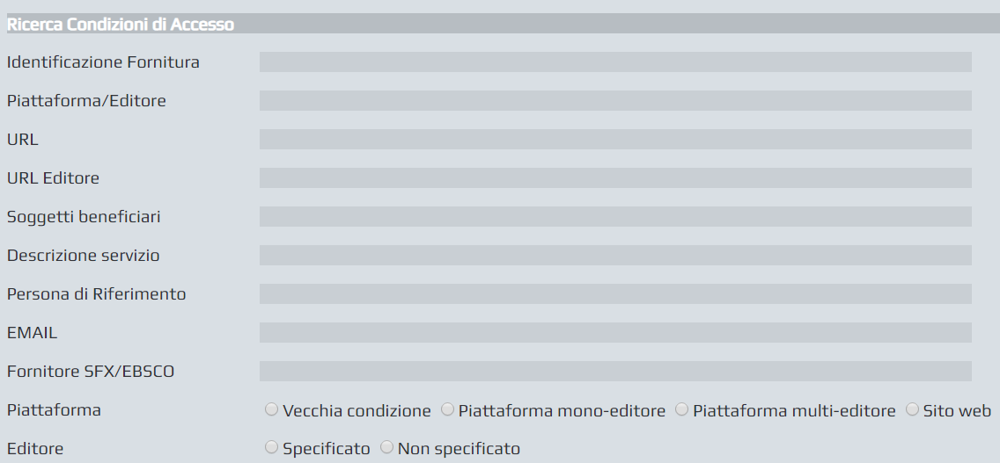 Ricerca Condizioni di Accesso
Identificazione Fornitura
Piattaforma/Editore
URL
URL Editore
Soggetti beneficiari
Descrizione servizio
Persona di Riferimento
EMAIL
Fornitore SFX/EBSCO
Piattaforma Vecchia condizione Piattaforma mono-editore Piattaforma multi-editore Sito web
Editore Specificato Non specificato